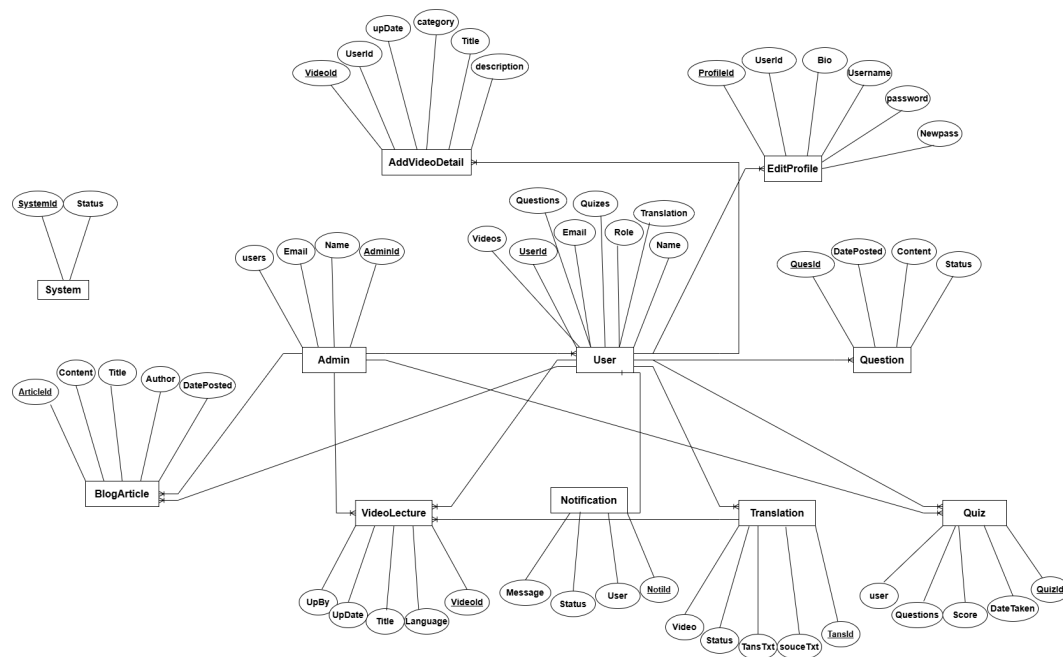 category
upDate
Title
UserId
description
VideoId
AddVideoDetail
UserId
Bio
ProfileId
Username
password
Newpass
EditProfile
SystemId
Status
System
users
Email
Name
AdminId
Admin
Questions
Quizes
Translation
Videos
UserId
Email
Role
Name
User
QuesId
DatePosted
Content
Status
Question
ArticleId
Content
Title
Author
DatePosted
BlogArticle
VideoLecture
UpBy
UpDate
Title
Language
VideoId
Notification
Message
Status
User
NotiId
Translation
Video
Status
TansTxt
souceTxt
TansId
Quiz
user
Questions
Score
DateTaken
QuizId